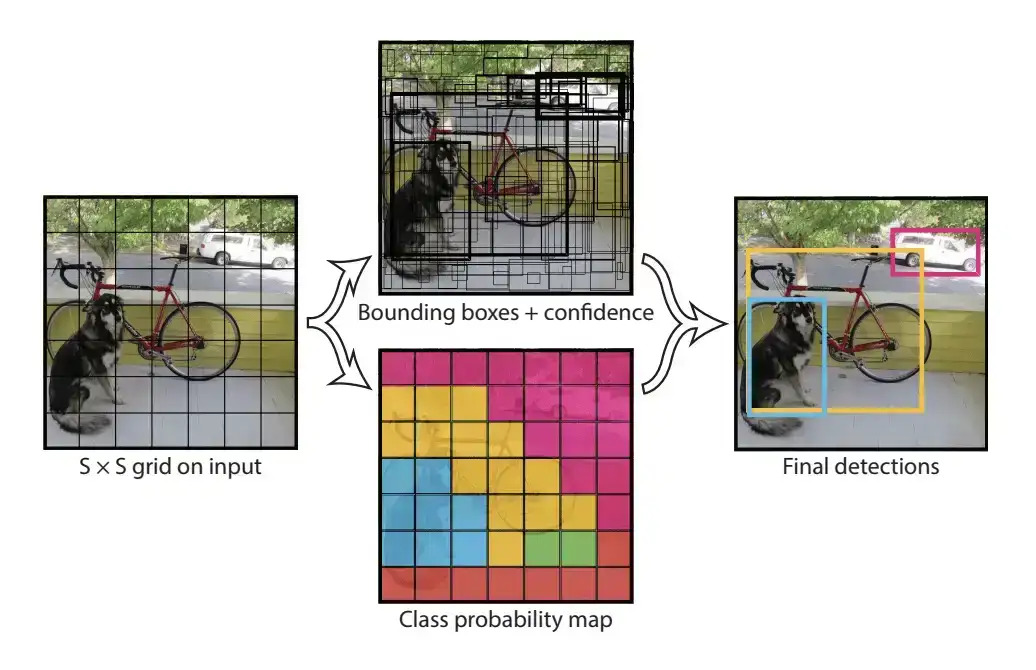 Bounding boxes + confidence
S × S grid on input
Final detections
Class probability map